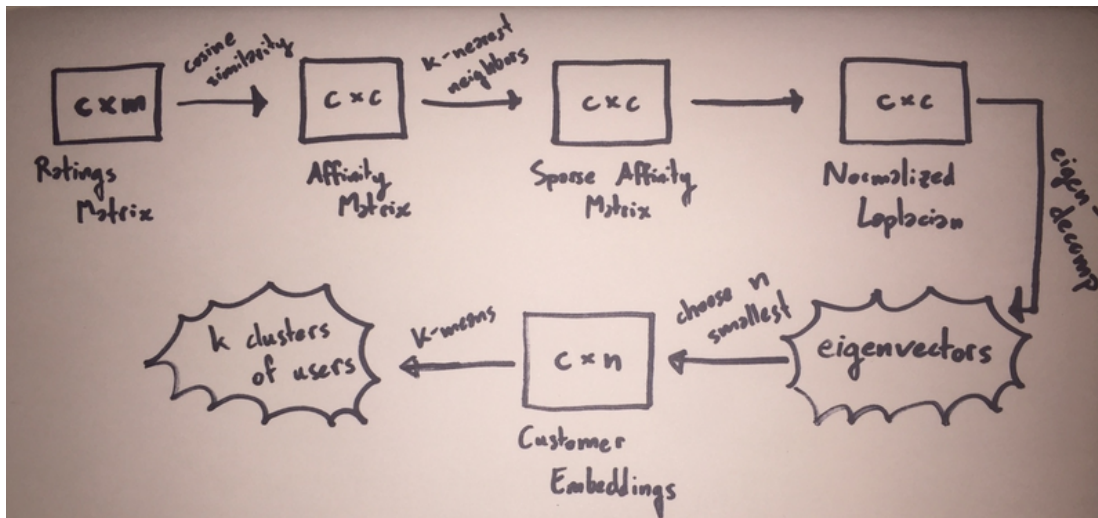 c x m
Ratings
Matrix
cosine
similarity
c x c
Affinity
Matrix
k-nearest
neighbors
c x c
Sparse Affinity
Matrix
c x c
Normalized
Laplacian
eigen-
decomp
eigenvectors
choose n
smallest
c x n
Customer
Embeddings
k-means
k clusters
of users